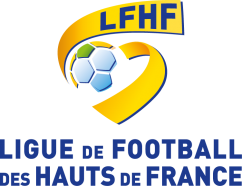 LFHF
LIGUE DE FOOTBALL
DES HAUTS DE FRANCE